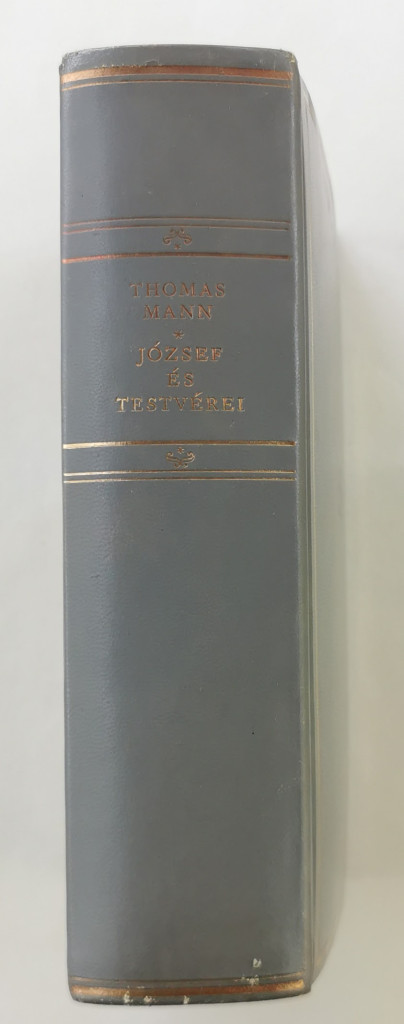 THOMAS
MANN
*
JÓZSEF
ÉS
TESTVÉREI